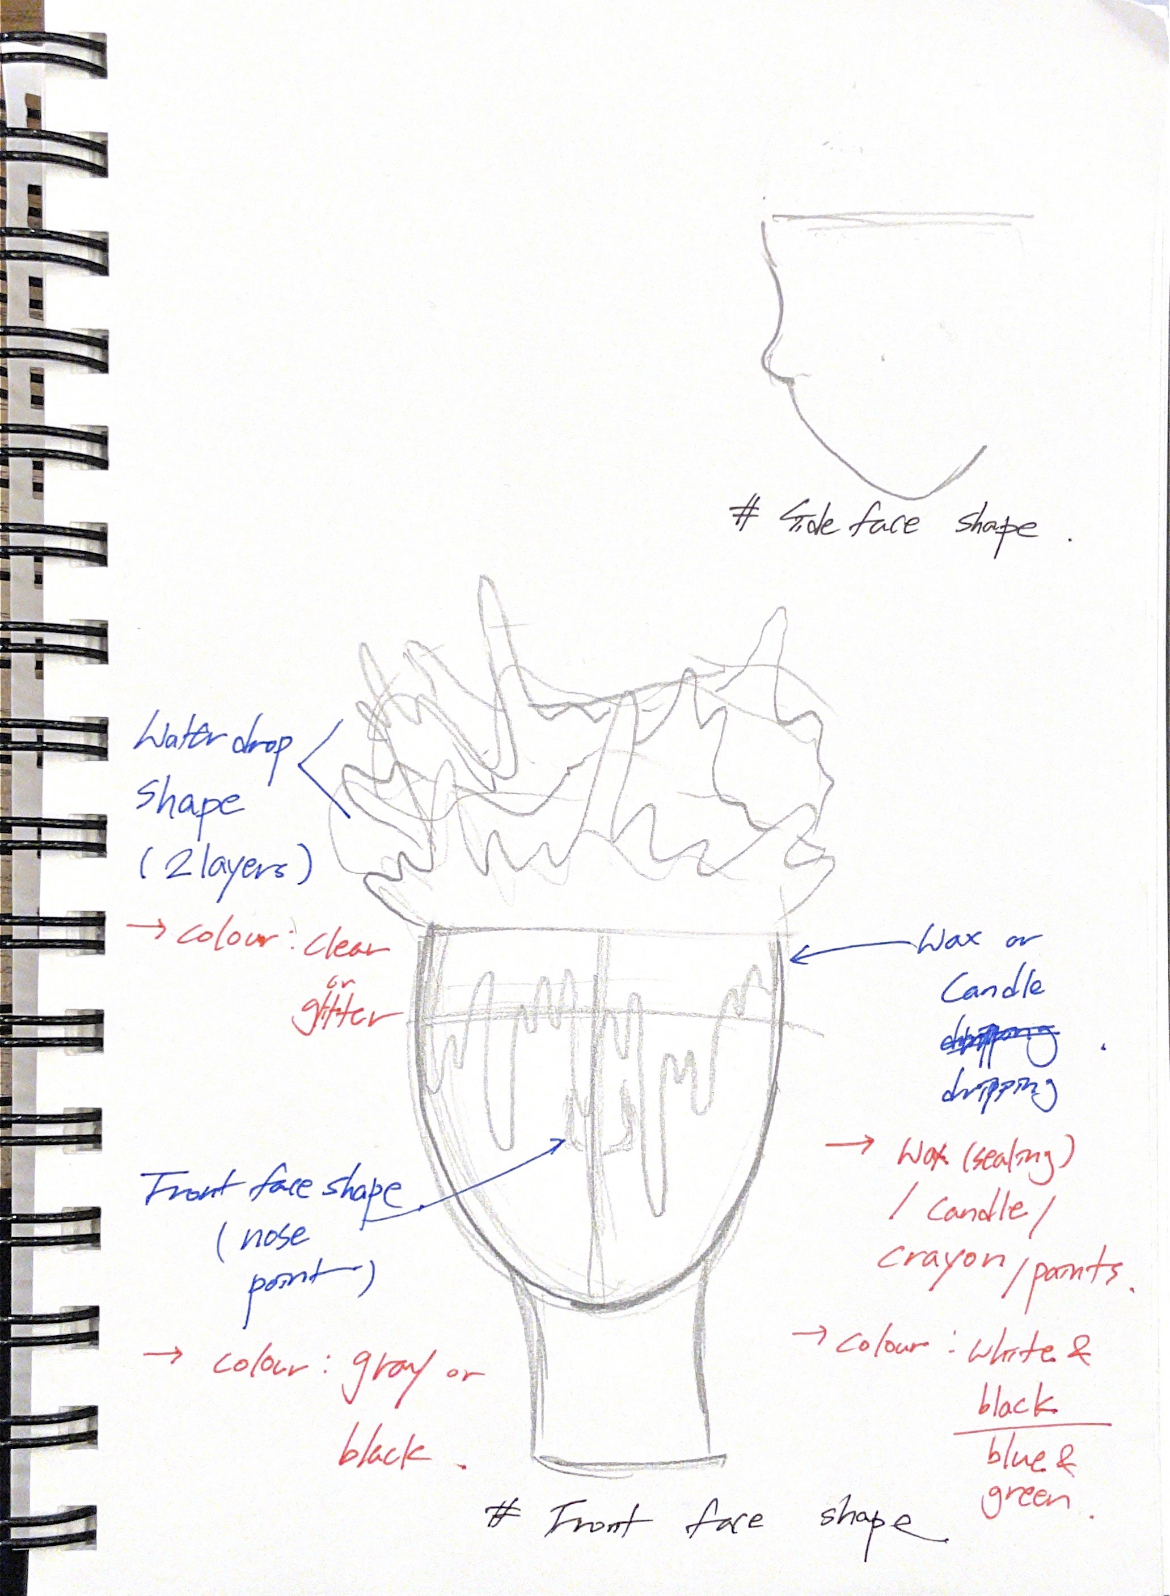 # Side face shape .
Water drop
shape
( 2 layers )
→ colour : clear
or
glitter
Wax or
Candle
dripping .
dripping
→ Wax (sealing)
/ candle /
crayon / paints.
→ colour : white &
black
blue &
green .
Front face shape
( nose
point )
→ colour : gray or
black .
# Front face shape